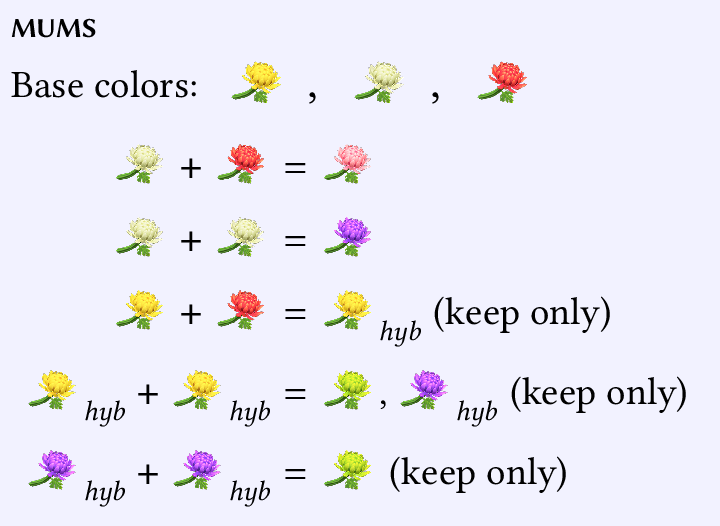 MUMS
Base colors: , ,
+ =
+ =
+ = hyb (keep only)
hyb + hyb = , hyb (keep only)
hyb + hyb = (keep only)